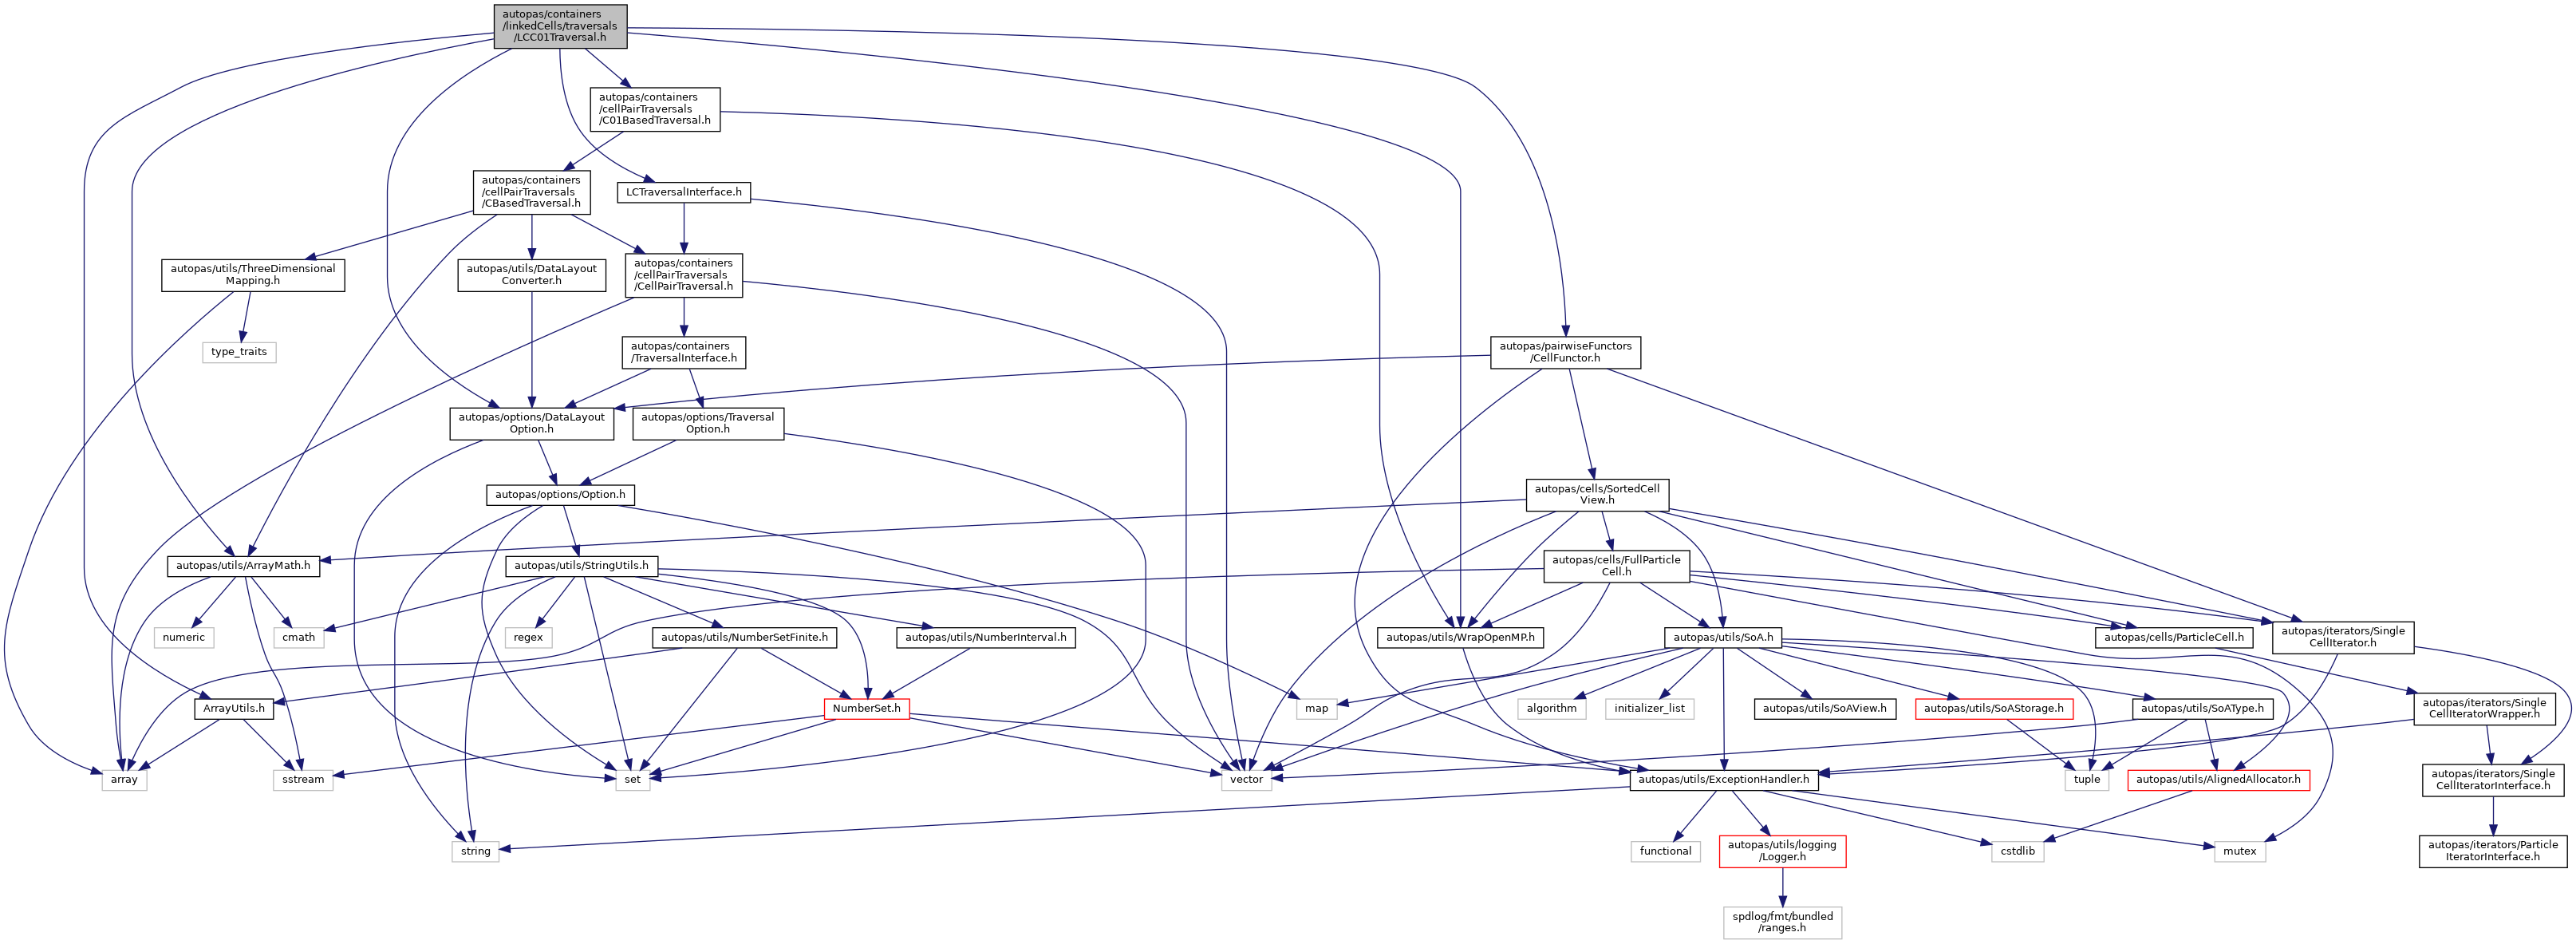 autopas/containers
/linkedCells/traversals
/LCC01Traversal.h
autopas/containers
/cellPairTraversals
/C01BasedTraversal.h
autopas/containers
/cellPairTraversals
/CBasedTraversal.h
LCTraversalInterface.h
autopas/utils/ThreeDimensional
Mapping.h
autopas/utils/DataLayout
Converter.h
autopas/containers
/cellPairTraversals
/CellPairTraversal.h
type_traits
autopas/containers
/TraversalInterface.h
autopas/pairwiseFunctors
/CellFunctor.h
autopas/options/DataLayout
Option.h
autopas/options/Traversal
Option.h
autopas/options/Option.h
autopas/cells/SortedCell
View.h
autopas/utils/ArrayMath.h
autopas/utils/StringUtils.h
autopas/cells/FullParticle
Cell.h
numeric
cmath
regex
autopas/utils/NumberSetFinite.h
autopas/utils/NumberInterval.h
autopas/utils/WrapOpenMP.h
autopas/utils/SoA.h
autopas/cells/ParticleCell.h
autopas/iterators/Single
CellIterator.h
ArrayUtils.h
NumberSet.h
map
algorithm
initializer_list
autopas/utils/SoAView.h
autopas/utils/SoAStorage.h
autopas/utils/SoAType.h
autopas/iterators/Single
CellIteratorWrapper.h
array
sstream
set
vector
autopas/utils/ExceptionHandler.h
tuple
autopas/utils/AlignedAllocator.h
autopas/iterators/Single
CellIteratorInterface.h
string
functional
autopas/utils/logging
/Logger.h
cstdlib
mutex
autopas/iterators/Particle
IteratorInterface.h
spdlog/fmt/bundled
/ranges.h